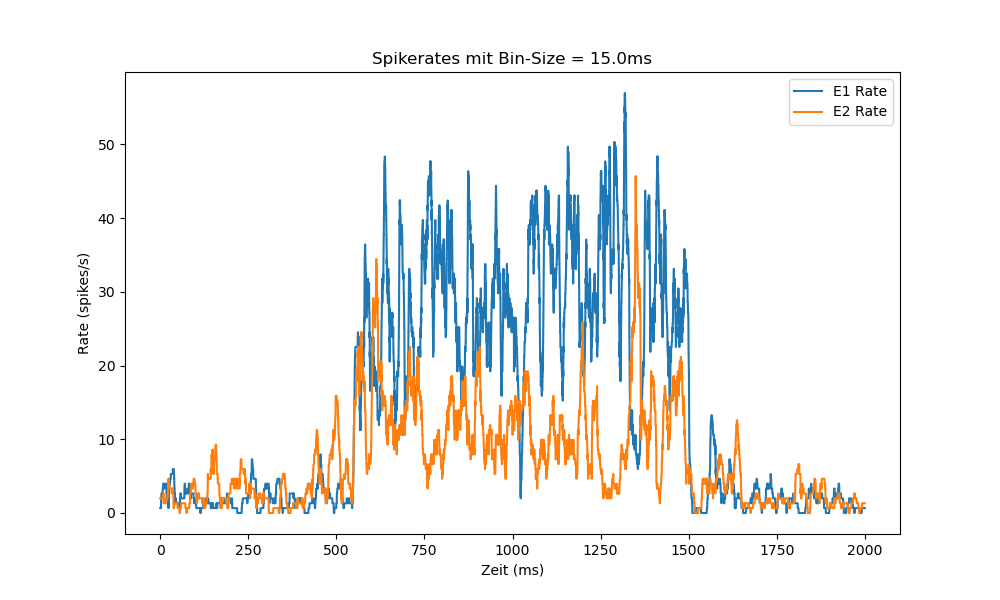 Spikerates mit Bin-Size = 15.0ms
E1 Rate
E2 Rate
Rate (spikes/s)
50
40
30
20
10
0
0 250 500 750 1000 1250 1500 1750 2000
Zeit (ms)